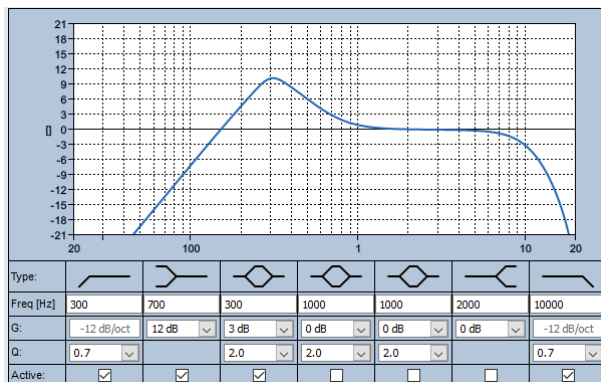 21
18
15
12
9
6
3
[] 0
-3
-6
-9
-12
-15
-18
-21
20 100 1 10 20
Type:
Freq [Hz] 300 700 300 1000 1000 2000 10000
G: -12 dB/oct 12 dB 3 dB 0 dB 0 dB 0 dB -12 dB/oct
Q: 0.7 2.0 2.0 2.0 0.7
Active: